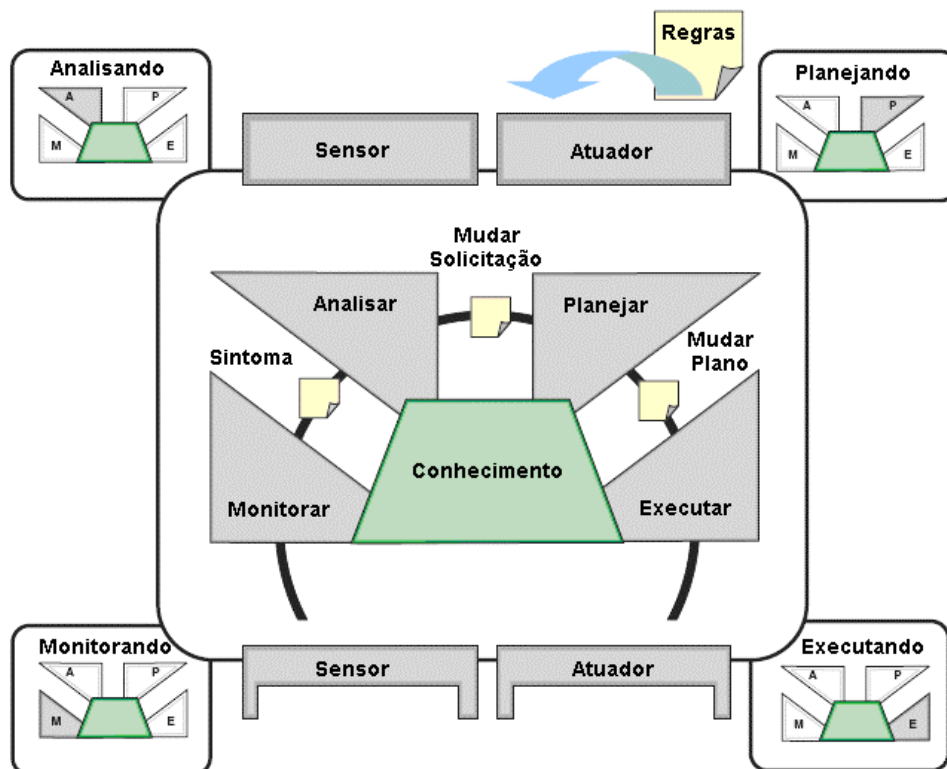 Regras
Analisando
A
P
M
E
Planejando
A
P
M
E
Sensor
Atuador
Mudar
Solicitação
Analisar
Planejar
Sintoma
Mudar
Plano
Conhecimento
Monitorar
Executar
Monitorando
A
P
M
E
Sensor
Atuador
Executando
A
P
M
E